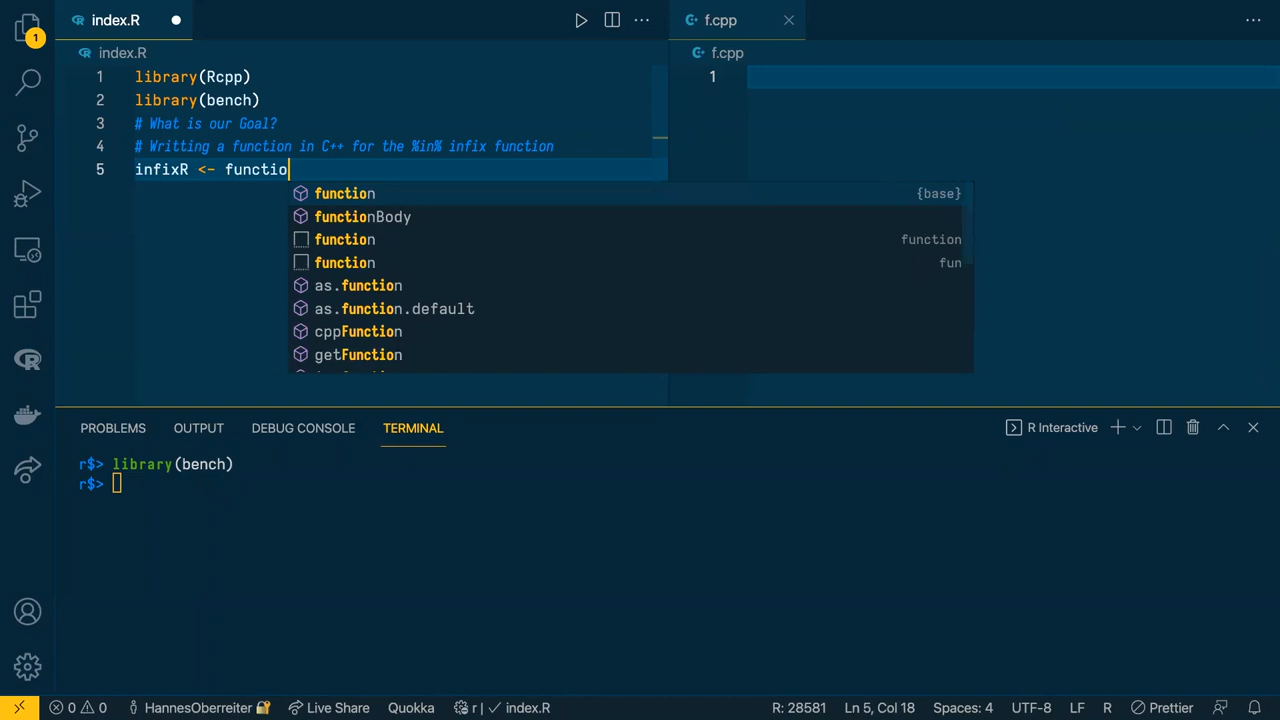 index.R
f.cpp
1
index.R
f.cpp
1 library(Rcpp)
1
2 library(bench)
3 # What is our Goal?
4 # Writting a function in C++ for the %in% infix function
5 infixR <- functio
function {base}
functionBody
function function
function fun
as.function
as.function.default
cppFunction
getFunction
PROBLEMS OUTPUT DEBUG CONSOLE TERMINAL
R Interactive
r$> library(bench)
r$>
0 0 HannesOberreiter Live Share Quokka r | index.R R: 28581 Ln 5, Col 18 Spaces: 4 UTF-8 LF R Prettier